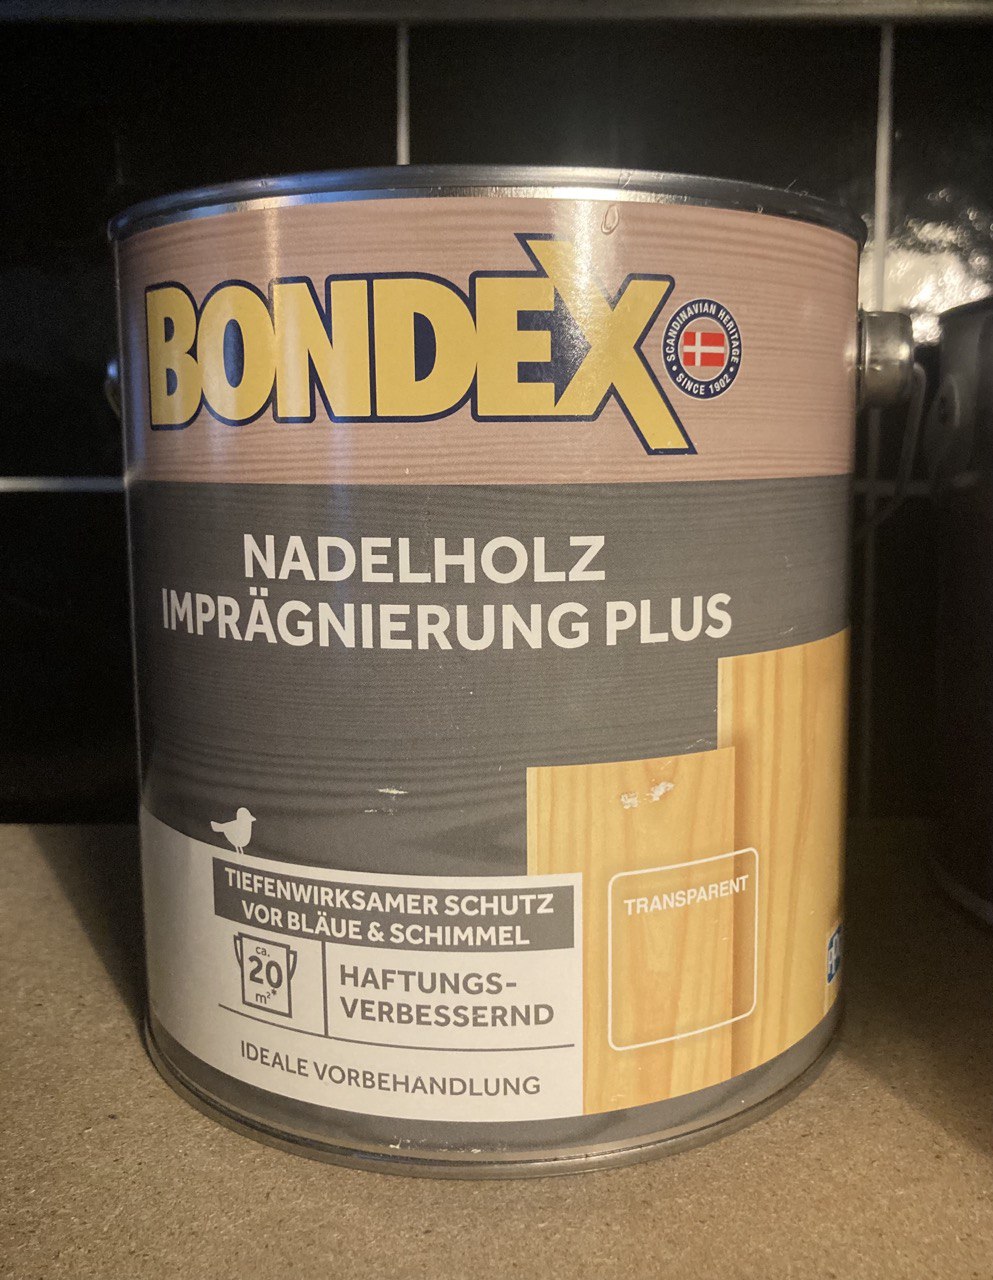 BONDEX
SCANDINAVIAN HERITAGE
• SINCE 1902 •
NADELHOLZ
IMPRÄGNIERUNG PLUS
TRANSPARENT
TIEFENWIRKSAMER SCHUTZ
VOR BLÄUE & SCHIMMEL
ca.
20
m²*
HAFTUNGS-
VERBESSERND
IDEALE VORBEHANDLUNG